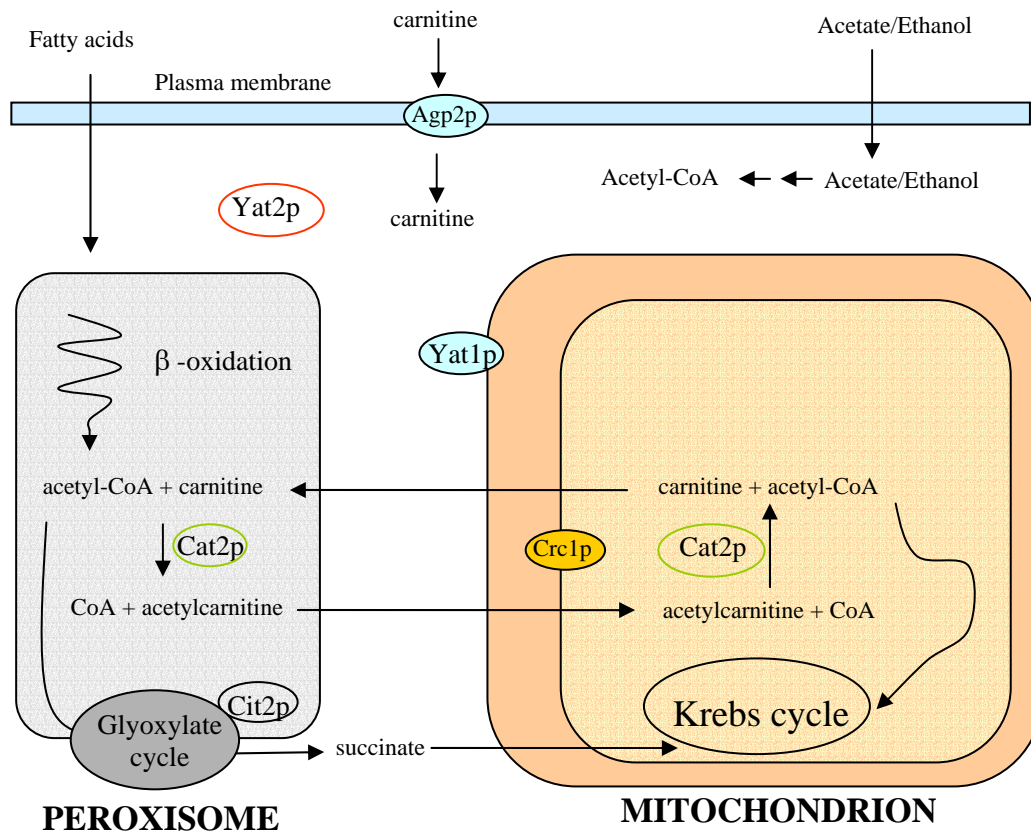 carnitine
Fatty acids
Acetate/Ethanol
Plasma membrane
Agp2p
Acetyl-CoA
Acetate/Ethanol
Yat2p
carnitine
Yat1p
β -oxidation
acetyl-CoA + carnitine
carnitine + acetyl-CoA
Cat2p
Crc1p
Cat2p
CoA + acetylcarnitine
acetylcarnitine + CoA
Cit2p
Glyoxylate
cycle
succinate
Krebs cycle
PEROXISOME
MITOCHONDRION